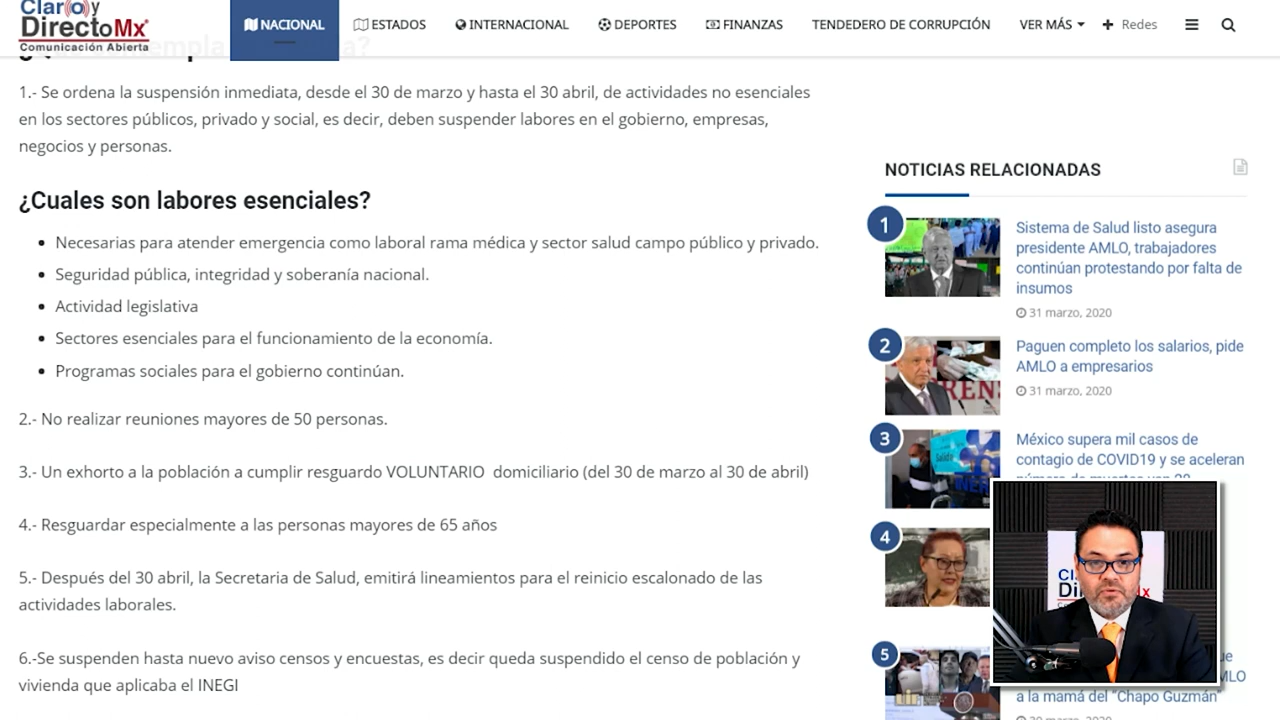 Claro y
DirectoMx
Comunicación Abierta
NACIONAL
ESTADOS
INTERNACIONAL
DEPORTES
FINANZAS
TENDEDERO DE CORRUPCIÓN
VER MÁS
Redes
1.- Se ordena la suspensión inmediata, desde el 30 de marzo y hasta el 30 abril, de actividades no esenciales
en los sectores públicos, privado y social, es decir, deben suspender labores en el gobierno, empresas,
negocios y personas.
¿Cuales son labores esenciales?
Necesarias para atender emergencia como laboral rama médica y sector salud campo público y privado.
Seguridad pública, integridad y soberanía nacional.
Actividad legislativa
Sectores esenciales para el funcionamiento de la economía.
Programas sociales para el gobierno continúan.
2.- No realizar reuniones mayores de 50 personas.
3.- Un exhorto a la población a cumplir resguardo VOLUNTARIO domiciliario (del 30 de marzo al 30 de abril)
4.- Resguardar especialmente a las personas mayores de 65 años
5.- Después del 30 abril, la Secretaria de Salud, emitirá lineamientos para el reinicio escalonado de las
actividades laborales.
6.-Se suspenden hasta nuevo aviso censos y encuestas, es decir queda suspendido el censo de población y
vivienda que aplicaba el INEGI
NOTICIAS RELACIONADAS
1
Sistema de Salud listo asegura
presidente AMLO, trabajadores
continúan protestando por falta de
insumos
31 marzo, 2020
2
Paguen completo los salarios, pide
AMLO a empresarios
31 marzo, 2020
3
México supera mil casos de
contagio de COVID19 y se aceleran
4
5
MLO
a la mamá del "Chapo Guzmán"